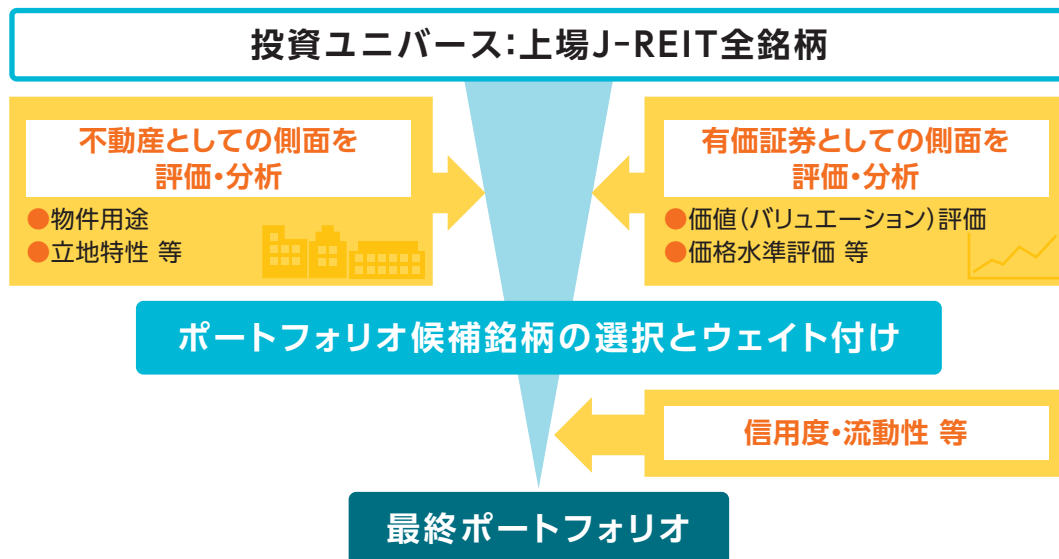 投資ユニバース:上場J-REIT全銘柄
不動産としての側面を
評価・分析
●物件用途
●立地特性 等
有価証券としての側面を
評価・分析
●価値(バリュエーション)評価
●価格水準評価 等
ポートフォリオ候補銘柄の選択とウェイト付け
信用度・流動性 等
最終ポートフォリオ